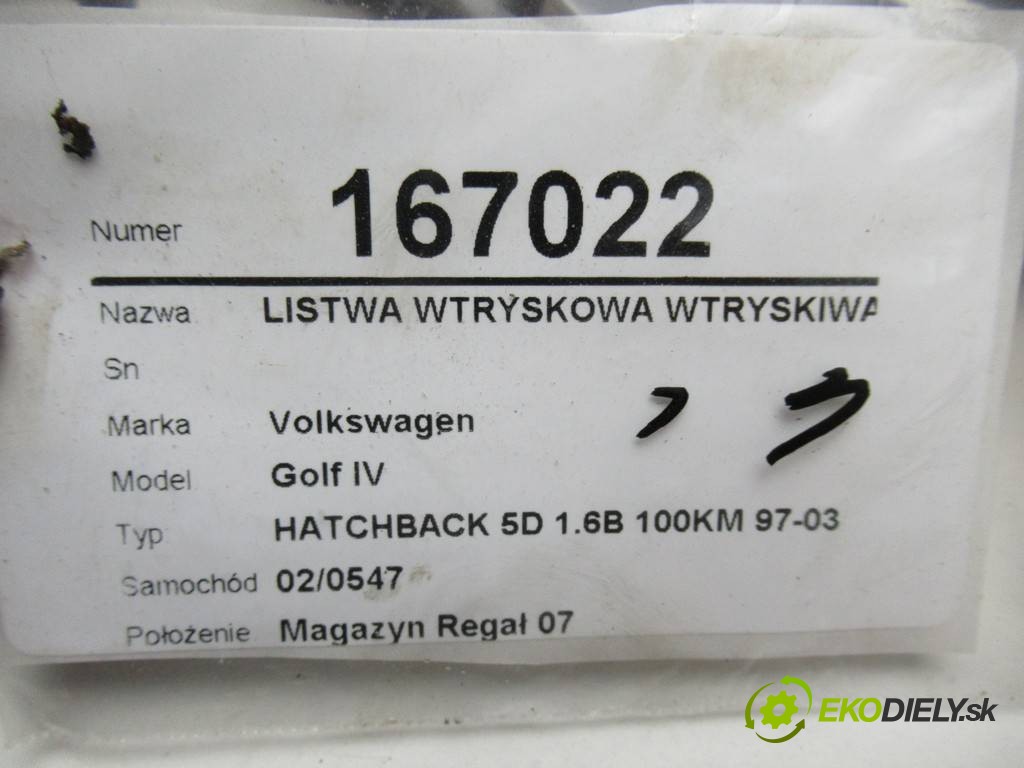 Numer 167022
Nazwa LISTWA WTRYSKOWA WTRYSKIWA
Sn
Marka Volkswagen
Model Golf IV
Typ HATCHBACK 5D 1.6B 100KM 97-03
Samochód 02/0547
Położenie Magazyn Regał 07
EKODIELY.sk